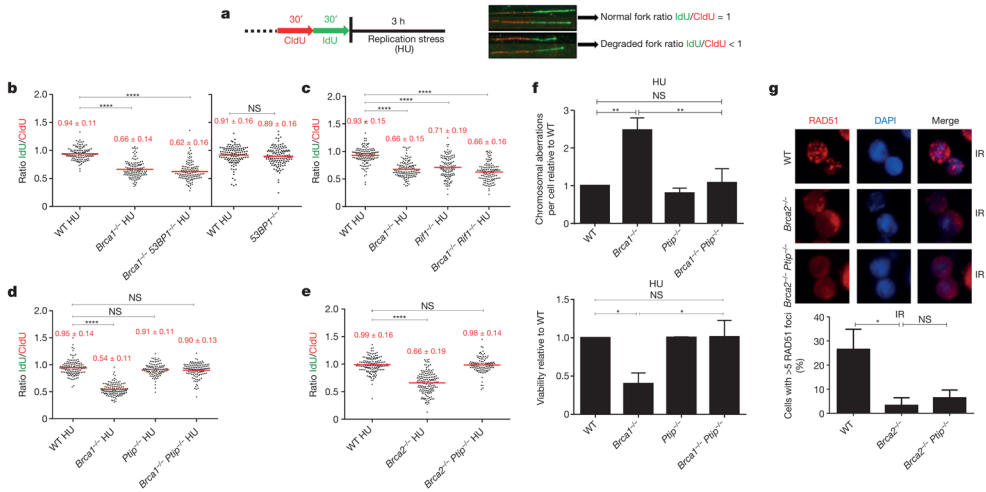 a
30′ 30′ 3 h
CldU IdU Replication stress
(HU)
Normal fork ratio IdU/CldU = 1
Degraded fork ratio IdU/CldU < 1
b
Ratio IdU/CldU
2.0
1.5
1.0
0.5
0
****
****
NS
0.94 ± 0.11
0.66 ± 0.14
0.62 ± 0.16
0.91 ± 0.16
0.89 ± 0.16
WT HU
Brca1–/– HU
Brca1–/– 53BP1–/–
WT HU
53BP1–/–
c
2.0
1.5
1.0
0.5
0
****
****
****
0.93 ± 0.15
0.66 ± 0.15
0.71 ± 0.19
0.66 ± 0.16
WT HU
Brca1–/– HU
Rif1–/– HU
Brca1–/– Rif1–/– HU
d
Ratio IdU/CldU
2.0
1.5
1.0
0.5
0
NS
NS
****
0.95 ± 0.14
0.54 ± 0.11
0.91 ± 0.11
0.90 ± 0.13
WT HU
Brca1–/– HU
Ptip–/– HU
Brca1–/– Ptip–/– HU
e
Ratio IdU/CldU
2.0
1.5
1.0
0.5
0
NS
****
0.99 ± 0.16
0.66 ± 0.19
0.98 ± 0.14
WT HU
Brca2–/– HU
Brca2–/– Ptip–/– HU
f
HU
NS
**
**
Chromosomal aberrations
per cell relative to WT
3
2
1
0
WT
Brca1–/–
Ptip–/–
Brca1–/– Ptip–/–
HU
NS
*
*
Viability relative to WT
1.5
1.0
0.5
0
WT
Brca1–/–
Ptip–/–
Brca1–/– Ptip–/–
g
RAD51 DAPI Merge
WT IR
Brca2–/– IR
Brca2–/– Ptip–/– IR
IR
* NS
Cells with >5 RAD51 foci
(%)
40
30
20
10
0
WT
Brca2–/–
Brca2–/– Ptip–/–